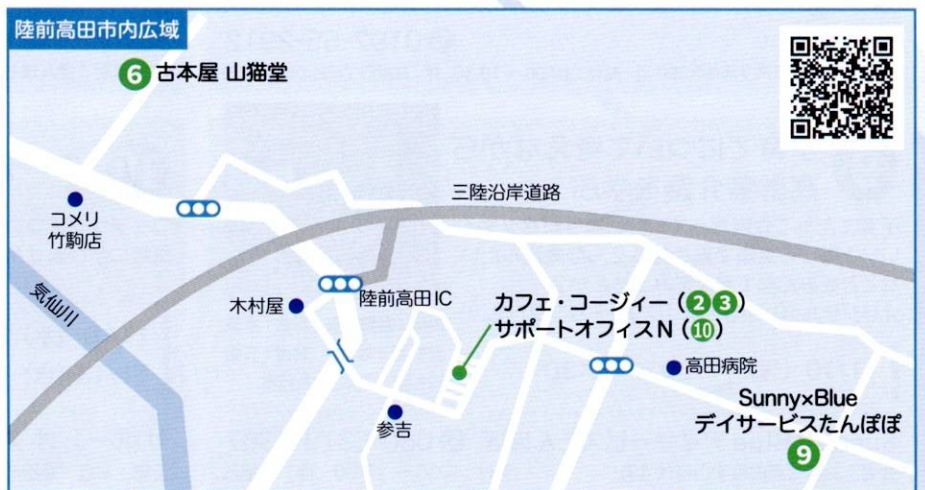 陸前高田市内広域
6 古本屋 山猫堂
三陸沿岸道路
コメリ
竹駒店
気仙川
木村屋
陸前高田IC
カフェ・コージィー(2 3)
サポートオフィスN(10)
高田病院
参吉
Sunny×Blue
デイサービスたんぽぽ
9